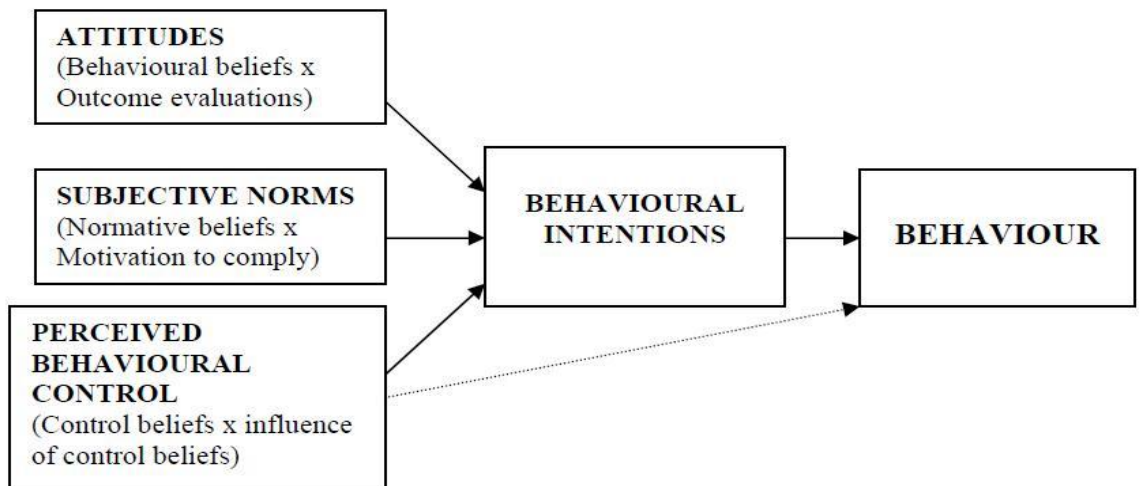 ATTITUDES
(Behavioural beliefs x
Outcome evaluations)
SUBJECTIVE NORMS
(Normative beliefs x
Motivation to comply)
PERCEIVED
BEHAVIOURAL
CONTROL
(Control beliefs x influence
of control beliefs)
BEHAVIOURAL
INTENTIONS
BEHAVIOUR